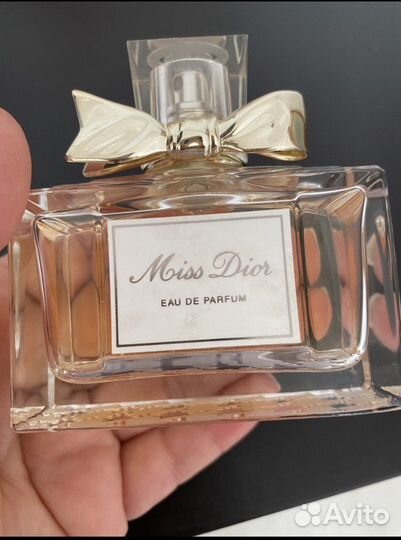 Miss Dior
EAU DE PARFUM
Avito